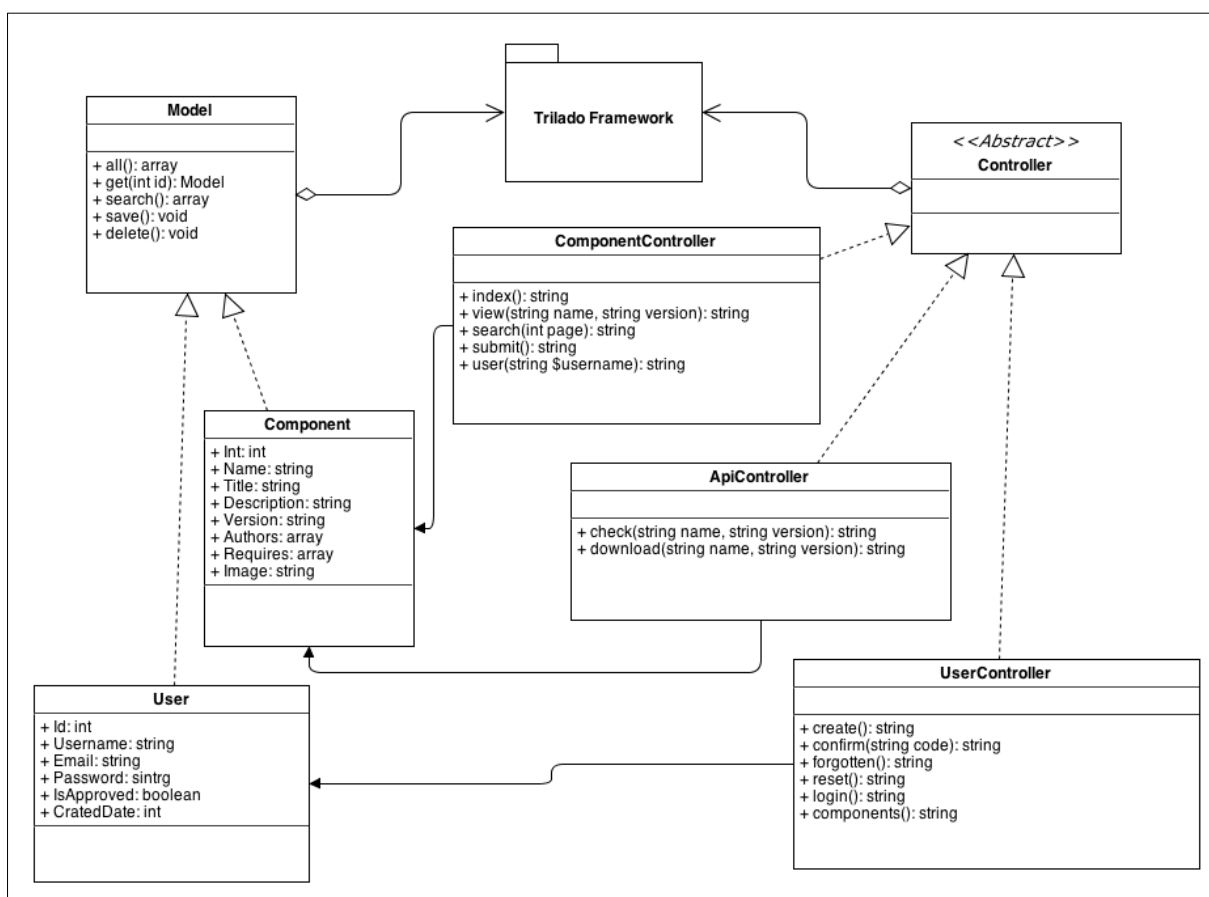 Model
+ all(): array
+ get(int id): Model
+ search(): array
+ save(): void
+ delete(): void
Trilado Framework
<<Abstract>>
Controller
ComponentController
+ index(): string
+ view(string name, string version): string
+ search(int page): string
+ submit(): string
+ user(string $username): string
Component
+ Int: int
+ Name: string
+ Title: string
+ Description: string
+ Version: string
+ Authors: array
+ Requires: array
+ Image: string
ApiController
+ check(string name, string version): string
+ download(string name, string version): string
User
+ Id: int
+ Username: string
+ Email: string
+ Password: sintrg
+ IsApproved: boolean
+ CratedDate: int
UserController
+ create(): string
+ confirm(string code): string
+ forgotten(): string
+ reset(): string
+ login(): string
+ components(): string